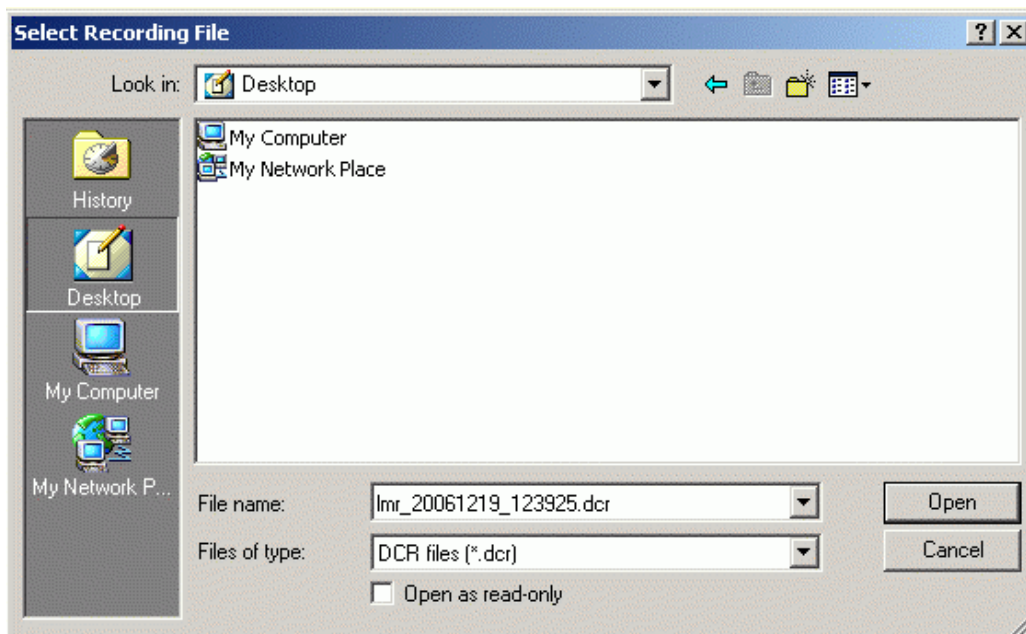 Select Recording File
Look in: Desktop
My Computer
My Network Place
History
Desktop
My Computer
My Network P...
File name: lmr_20061219_123925.dcr Open
Files of type: DCR files (*.dcr) Cancel
Open as read-only